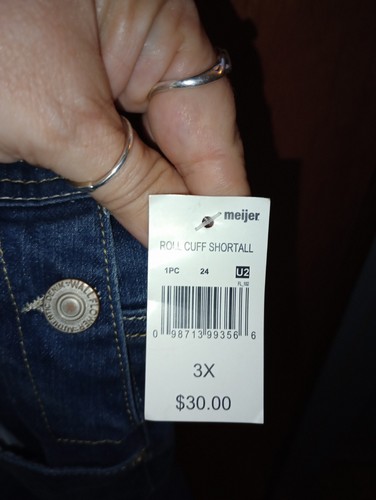 meijer
ROLL CUFF SHORTALL
1PC 24 U2
0 98713 99356 6
3X
$30.00